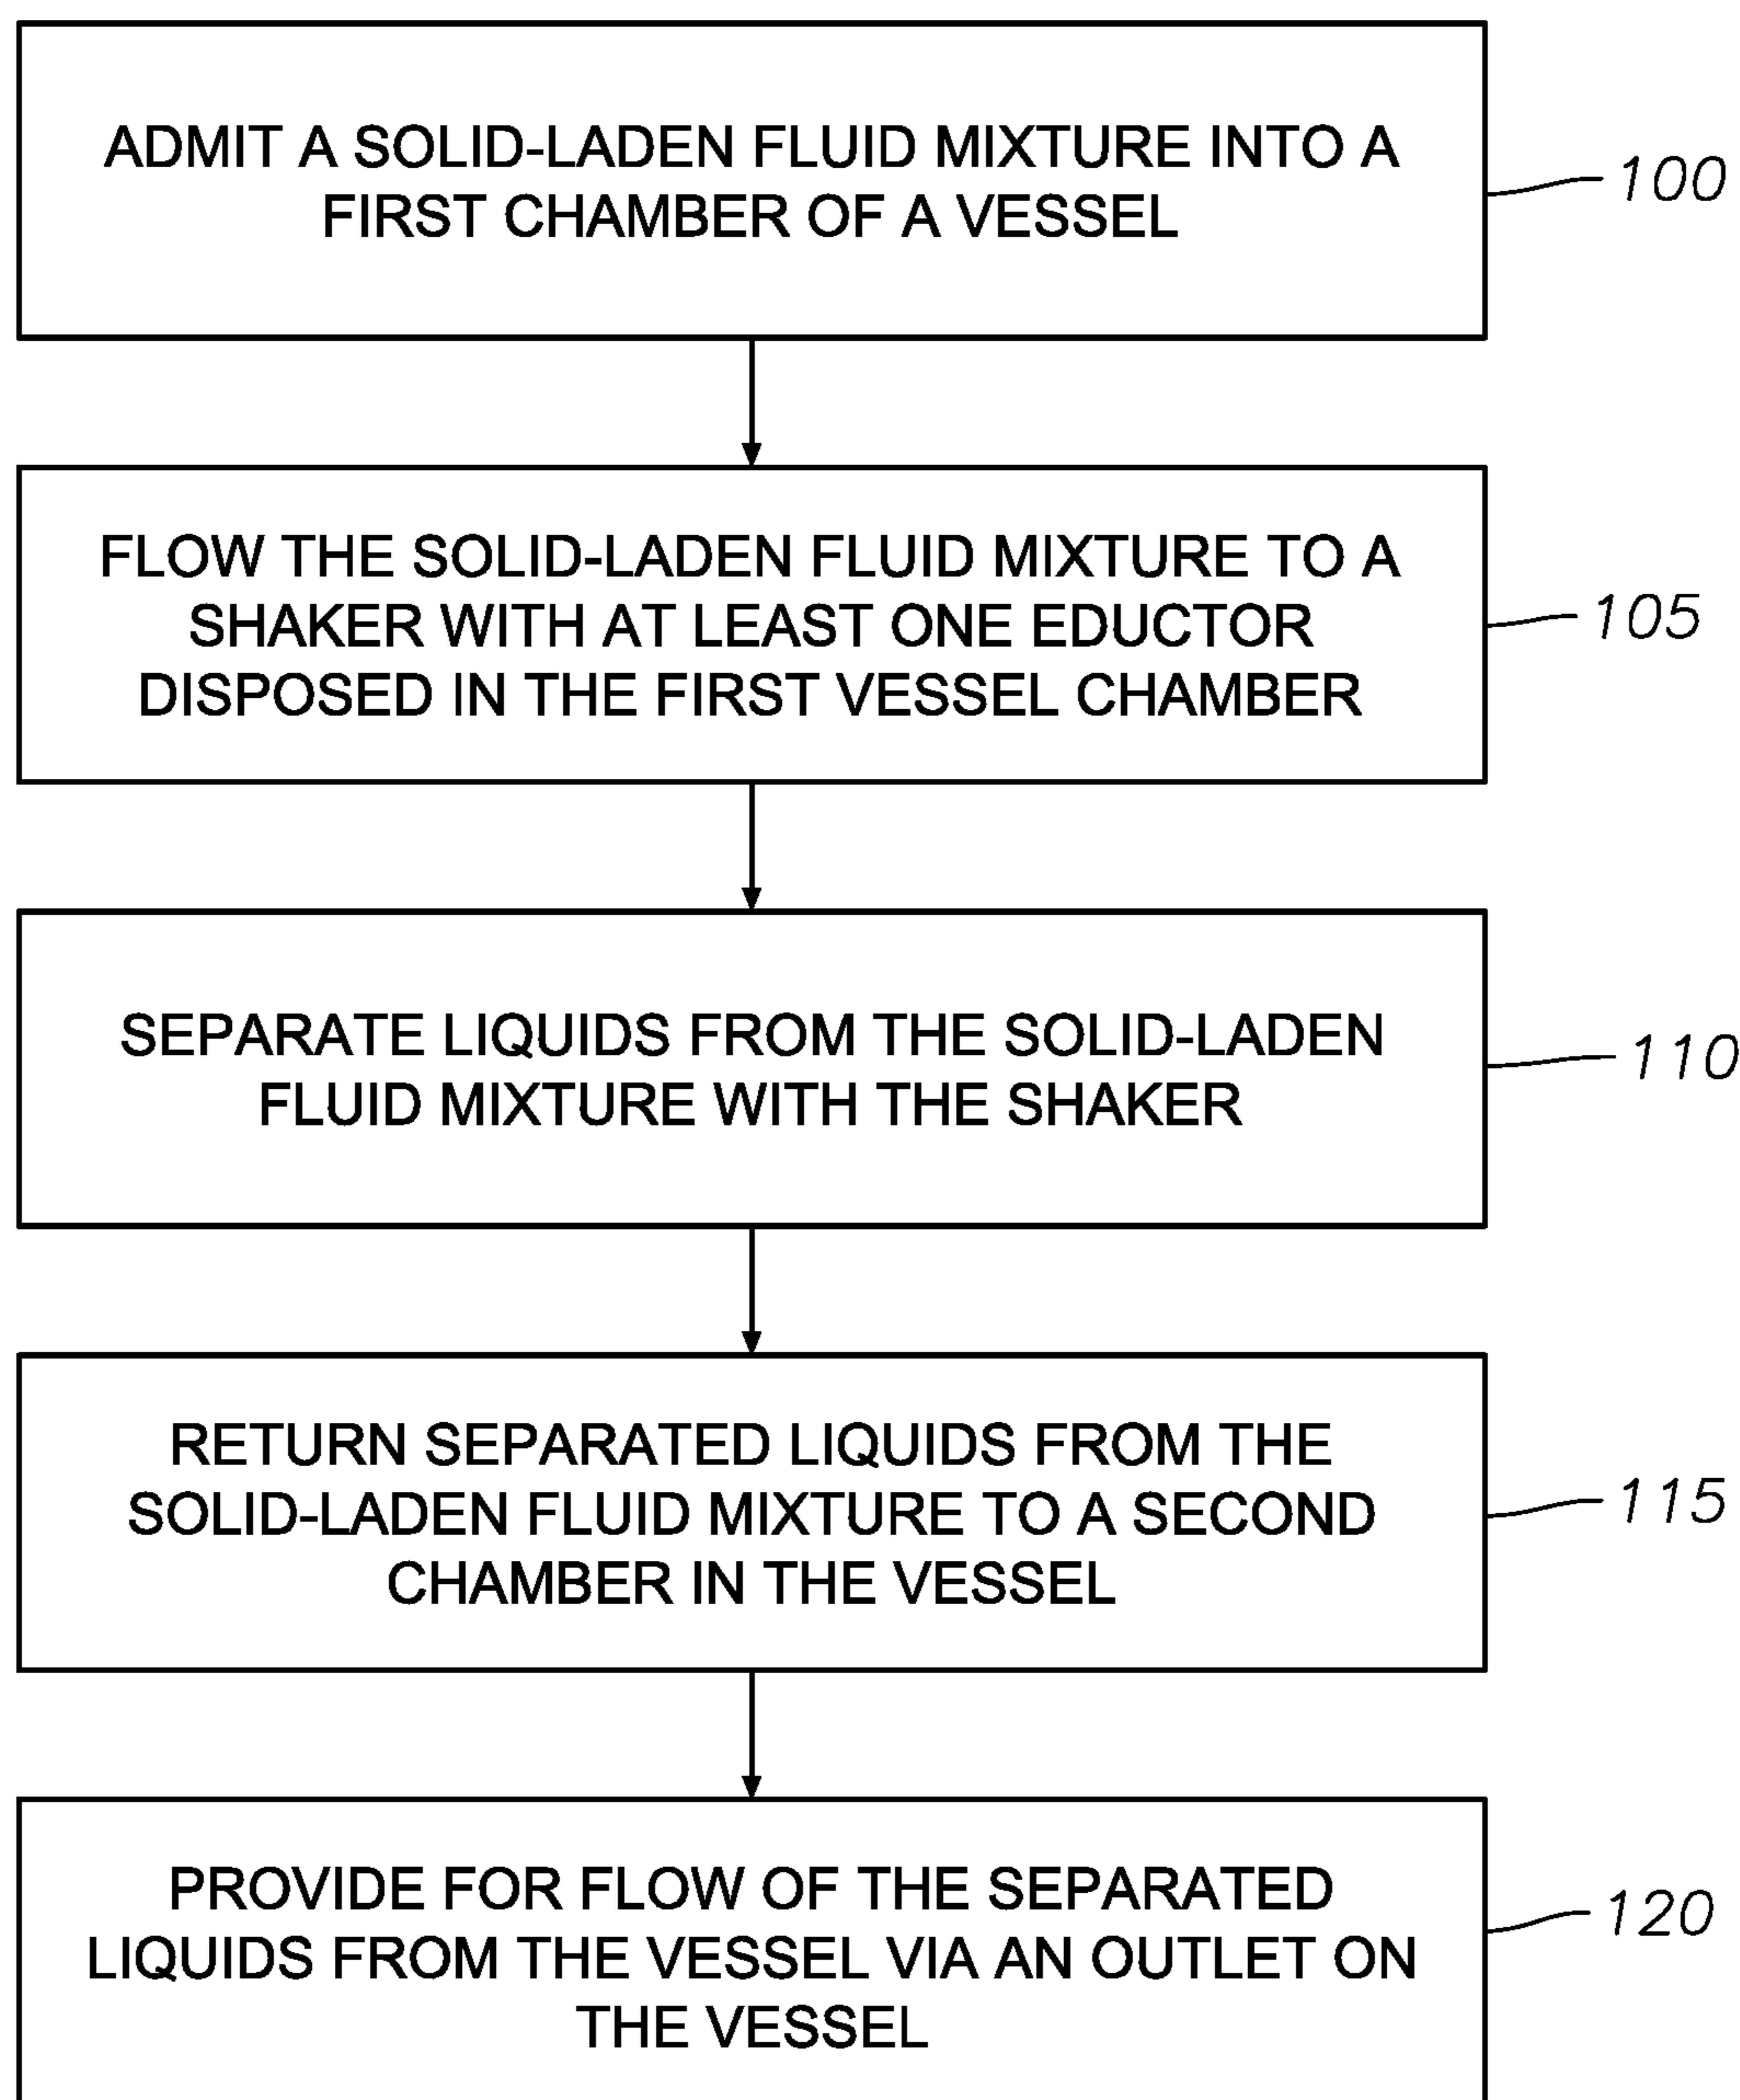 ADMIT A SOLID-LADEN FLUID MIXTURE INTO A
FIRST CHAMBER OF A VESSEL
100
FLOW THE SOLID-LADEN FLUID MIXTURE TO A
SHAKER WITH AT LEAST ONE EDUCTOR
DISPOSED IN THE FIRST VESSEL CHAMBER
105
SEPARATE LIQUIDS FROM THE SOLID-LADEN
FLUID MIXTURE WITH THE SHAKER
110
RETURN SEPARATED LIQUIDS FROM THE
SOLID-LADEN FLUID MIXTURE TO A SECOND
CHAMBER IN THE VESSEL
115
PROVIDE FOR FLOW OF THE SEPARATED
LIQUIDS FROM THE VESSEL VIA AN OUTLET ON
THE VESSEL
120